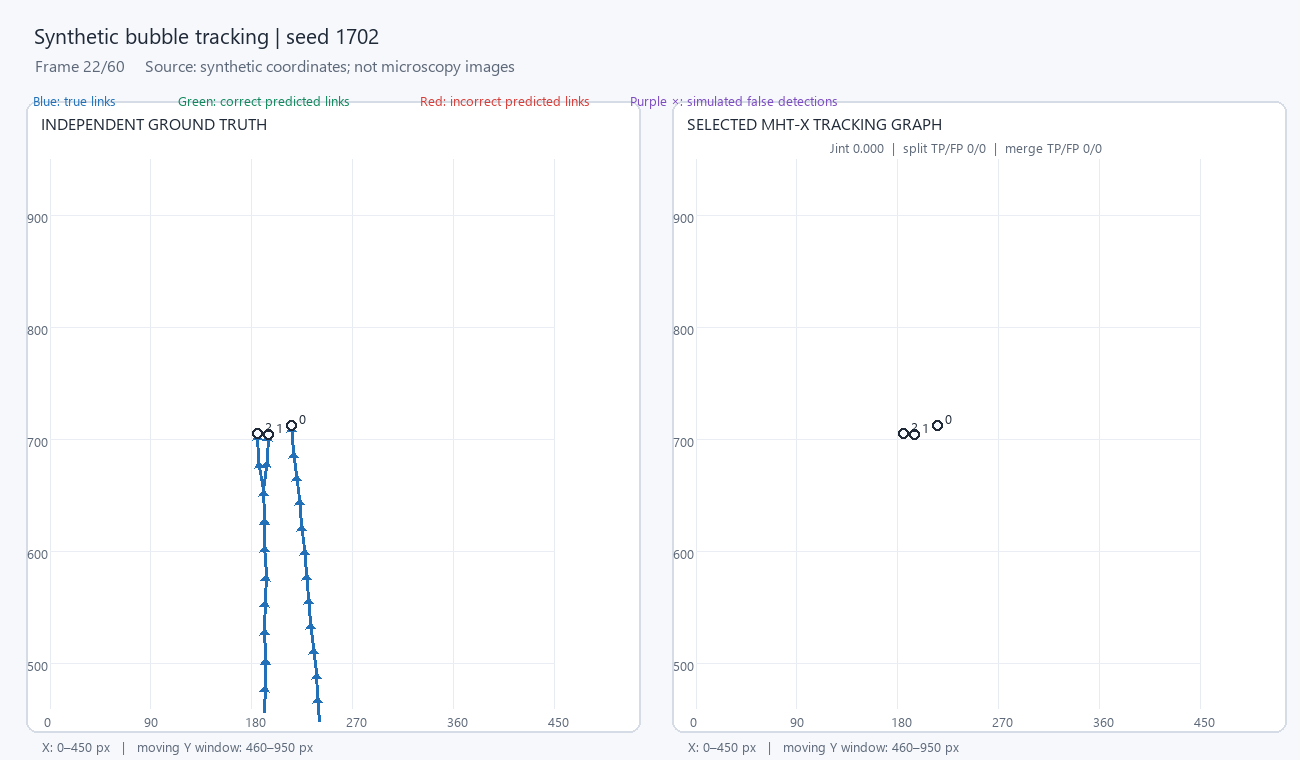 Synthetic bubble tracking | seed 1702
Frame 22/60 Source: synthetic coordinates; not microscopy images
Blue: true links Green: correct predicted links Red: incorrect predicted links Purple ×: simulated false detections
INDEPENDENT GROUND TRUTH
900
800
700
600
500
0
2 1
0 90 180 270 360 450
X: 0–450 px | moving Y window: 460–950 px
SELECTED MHT-X TRACKING GRAPH
Jint 0.000 | split TP/FP 0/0 | merge TP/FP 0/0
900
800
700
600
500
0
2 1
0 90 180 270 360 450
X: 0–450 px | moving Y window: 460–950 px